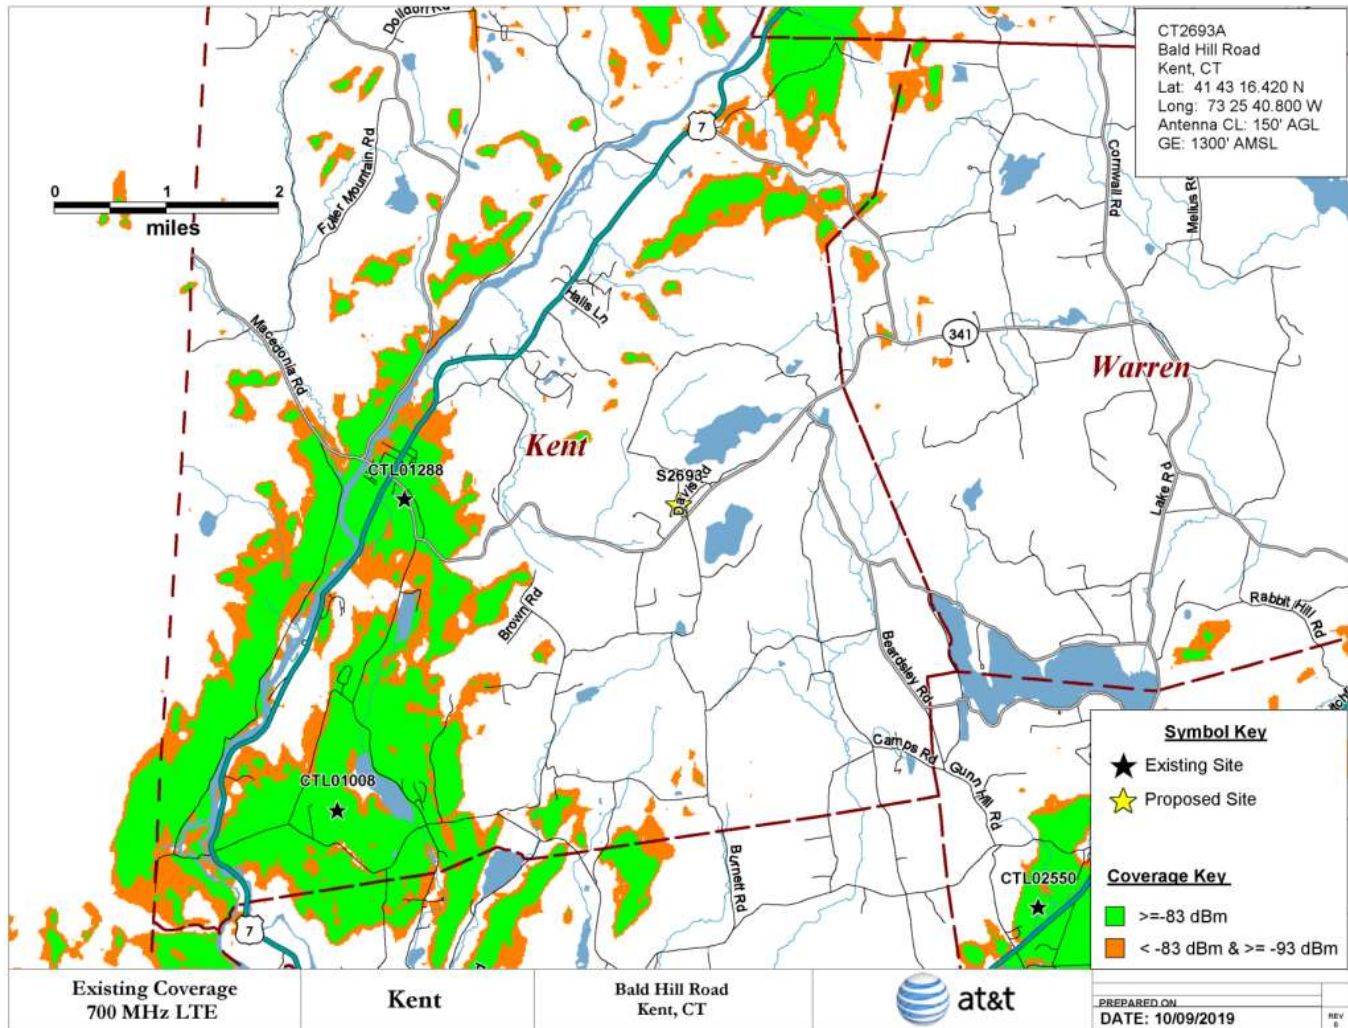 Dolldorf Rd
CT2693A
Bald Hill Road
Kent, CT
Lat: 41 43 16.420 N
Long: 73 25 40.800 W
Antenna CL: 150' AGL
GE: 1300' AMSL
7
Fuller Mountain Rd
Cornwall Rd
Melius Rd
0 1 2
miles
Halls Ln
Macedonia Rd
341
Warren
Kent
CTL01288
S2693
Davis Rd
Lake Rd
Brown Rd
Rabbit Hill Rd
Beardsley Rd
Camps Rd
Gunn Hill Rd
CTL01008
Burnett Rd
CTL02550
7
Symbol Key
Existing Site
Proposed Site
Coverage Key
>=-83 dBm
< -83 dBm & >= -93 dBm
Existing Coverage
700 MHz LTE
Kent
Bald Hill Road
Kent, CT
at&t
PREPARED ON
DATE: 10/09/2019
REV